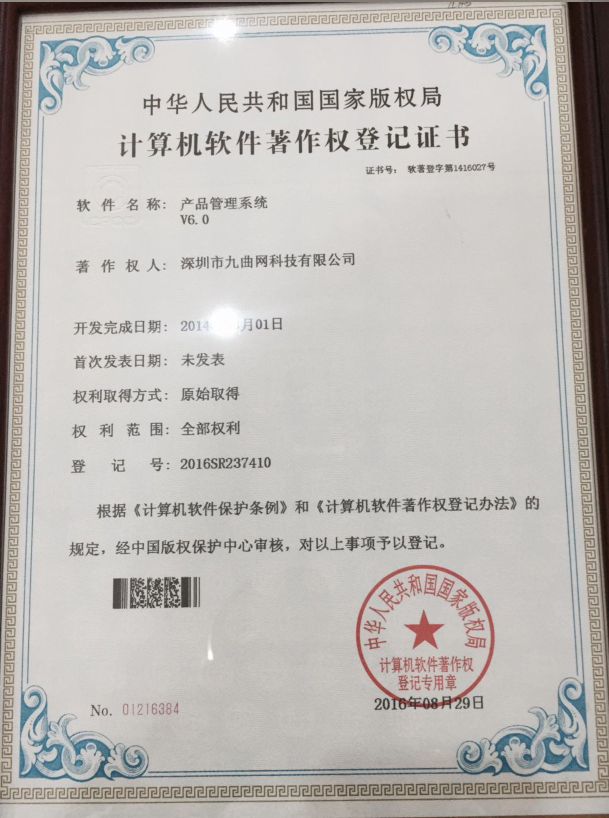 中华人民共和国国家版权局
计算机软件著作权登记证书
证书号: 软著登字第1416027号
软件名称: 产品管理系统
V6.0
著作权人: 深圳市九曲网科技有限公司
开发完成日期: 2014 月01日
首次发表日期: 未发表
权利取得方式: 原始取得
权利范围: 全部权利
登记号: 2016SR237410
根据《计算机软件保护条例》和《计算机软件著作权登记办法》的
规定,经中国版权保护中心审核,对以上事项予以登记。
中华人民共和国国家版权局
计算机软件著作权
登记专用章
No. 01216384
2016年08月29日